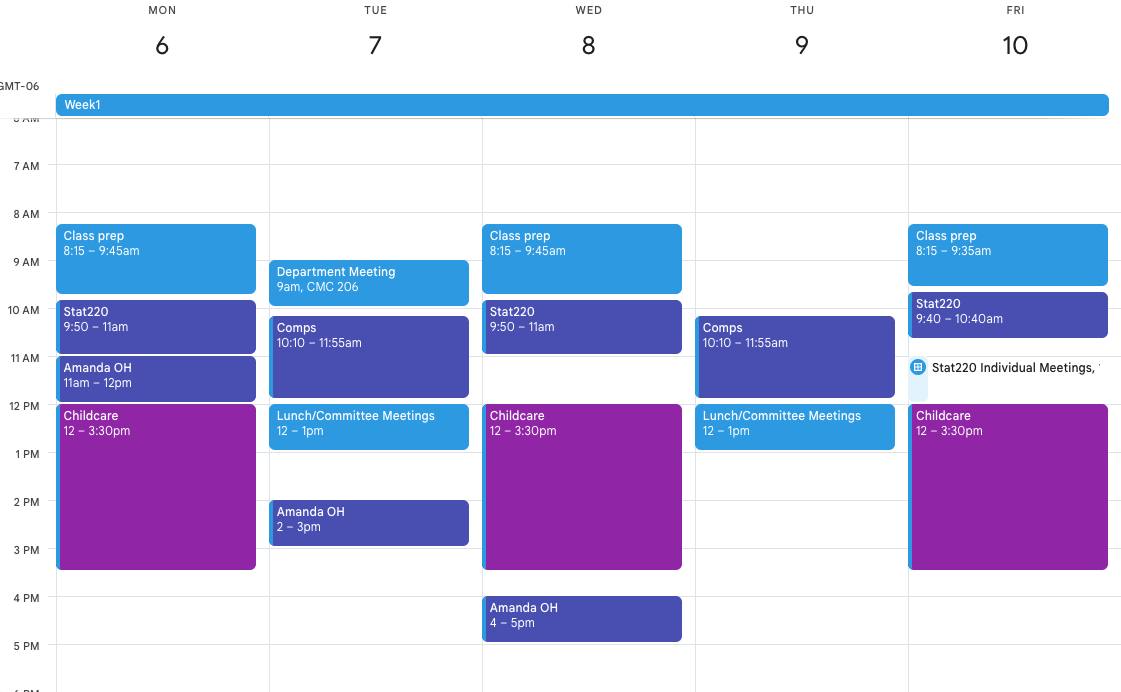 MON
TUE
WED
THU
FRI
6
7
8
9
10
GMT-06
Week1
7 AM
8 AM
9 AM
10 AM
11 AM
12 PM
1 PM
2 PM
3 PM
4 PM
5 PM
Class prep
8:15 – 9:45am
Stat220
9:50 – 11am
Amanda OH
11am – 12pm
Childcare
12 – 3:30pm
Department Meeting
9am, CMC 206
Comps
10:10 – 11:55am
Lunch/Committee Meetings
12 – 1pm
Amanda OH
2 – 3pm
Class prep
8:15 – 9:45am
Stat220
9:50 – 11am
Childcare
12 – 3:30pm
Amanda OH
4 – 5pm
Comps
10:10 – 11:55am
Lunch/Committee Meetings
12 – 1pm
Class prep
8:15 – 9:35am
Stat220
9:40 – 10:40am
Stat220 Individual Meetings,
Childcare
12 – 3:30pm